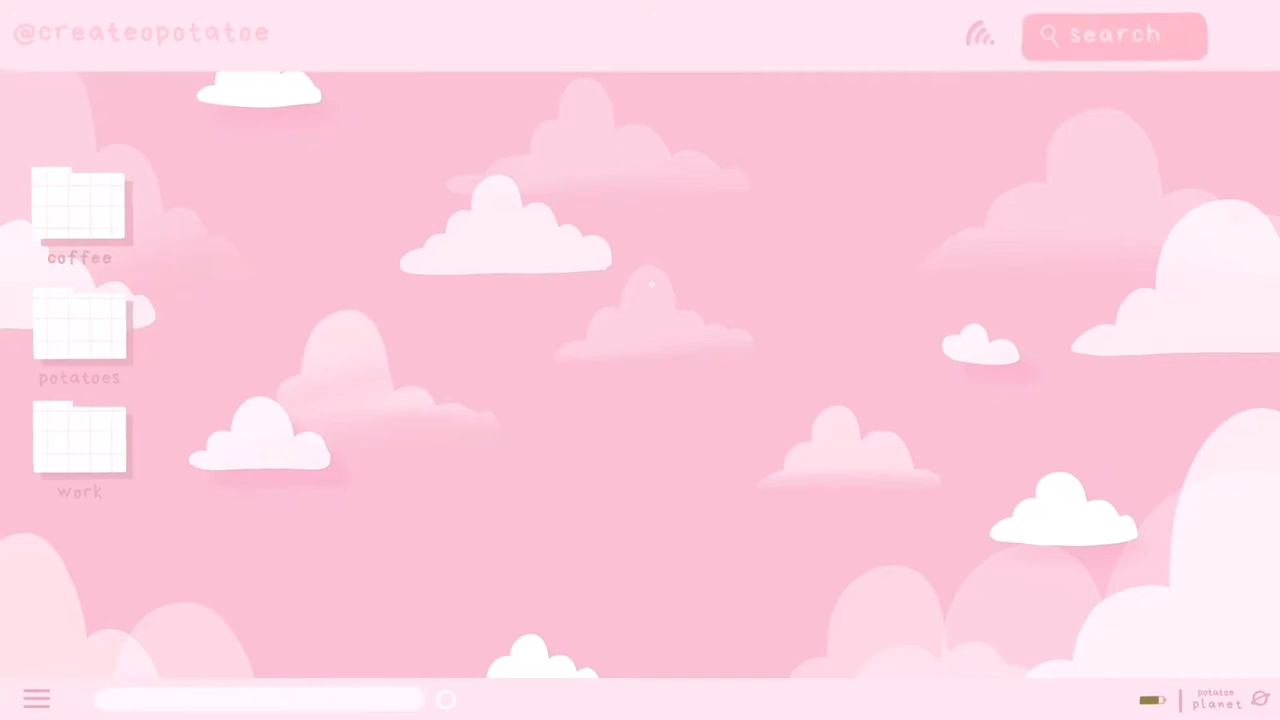 @createopotatoe
search
coffee
potatoes
work
potatoe
planet